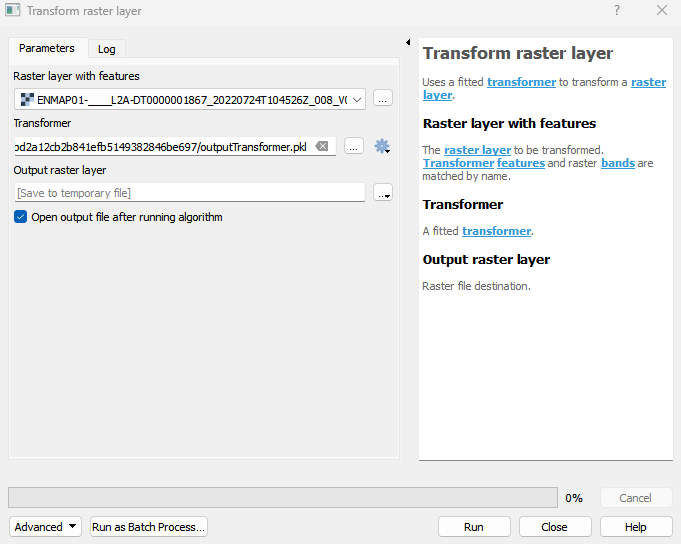 Transform raster layer
?
Parameters
Log
Raster layer with features
ENMAP01-____L2A-DT0000001867_20220724T104526Z_008_V0
...
Transformer
bd2a12cb2b841efb5149382846be697/outputTransformer.pkl
...
Output raster layer
[Save to temporary file]
...
Open output file after running algorithm
Transform raster layer
Uses a fitted transformer to transform a raster
layer.
Raster layer with features
The raster layer to be transformed.
Transformer features and raster bands are
matched by name.
Transformer
A fitted transformer.
Output raster layer
Raster file destination.
0%
Cancel
Advanced
Run as Batch Process...
Run
Close
Help